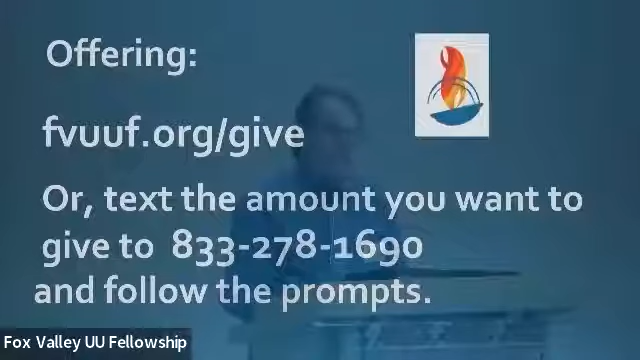 Offering:
fvuuf.org/give
Or, text the amount you want to
give to 833-278-1690
and follow the prompts.
Fox Valley UU Fellowship